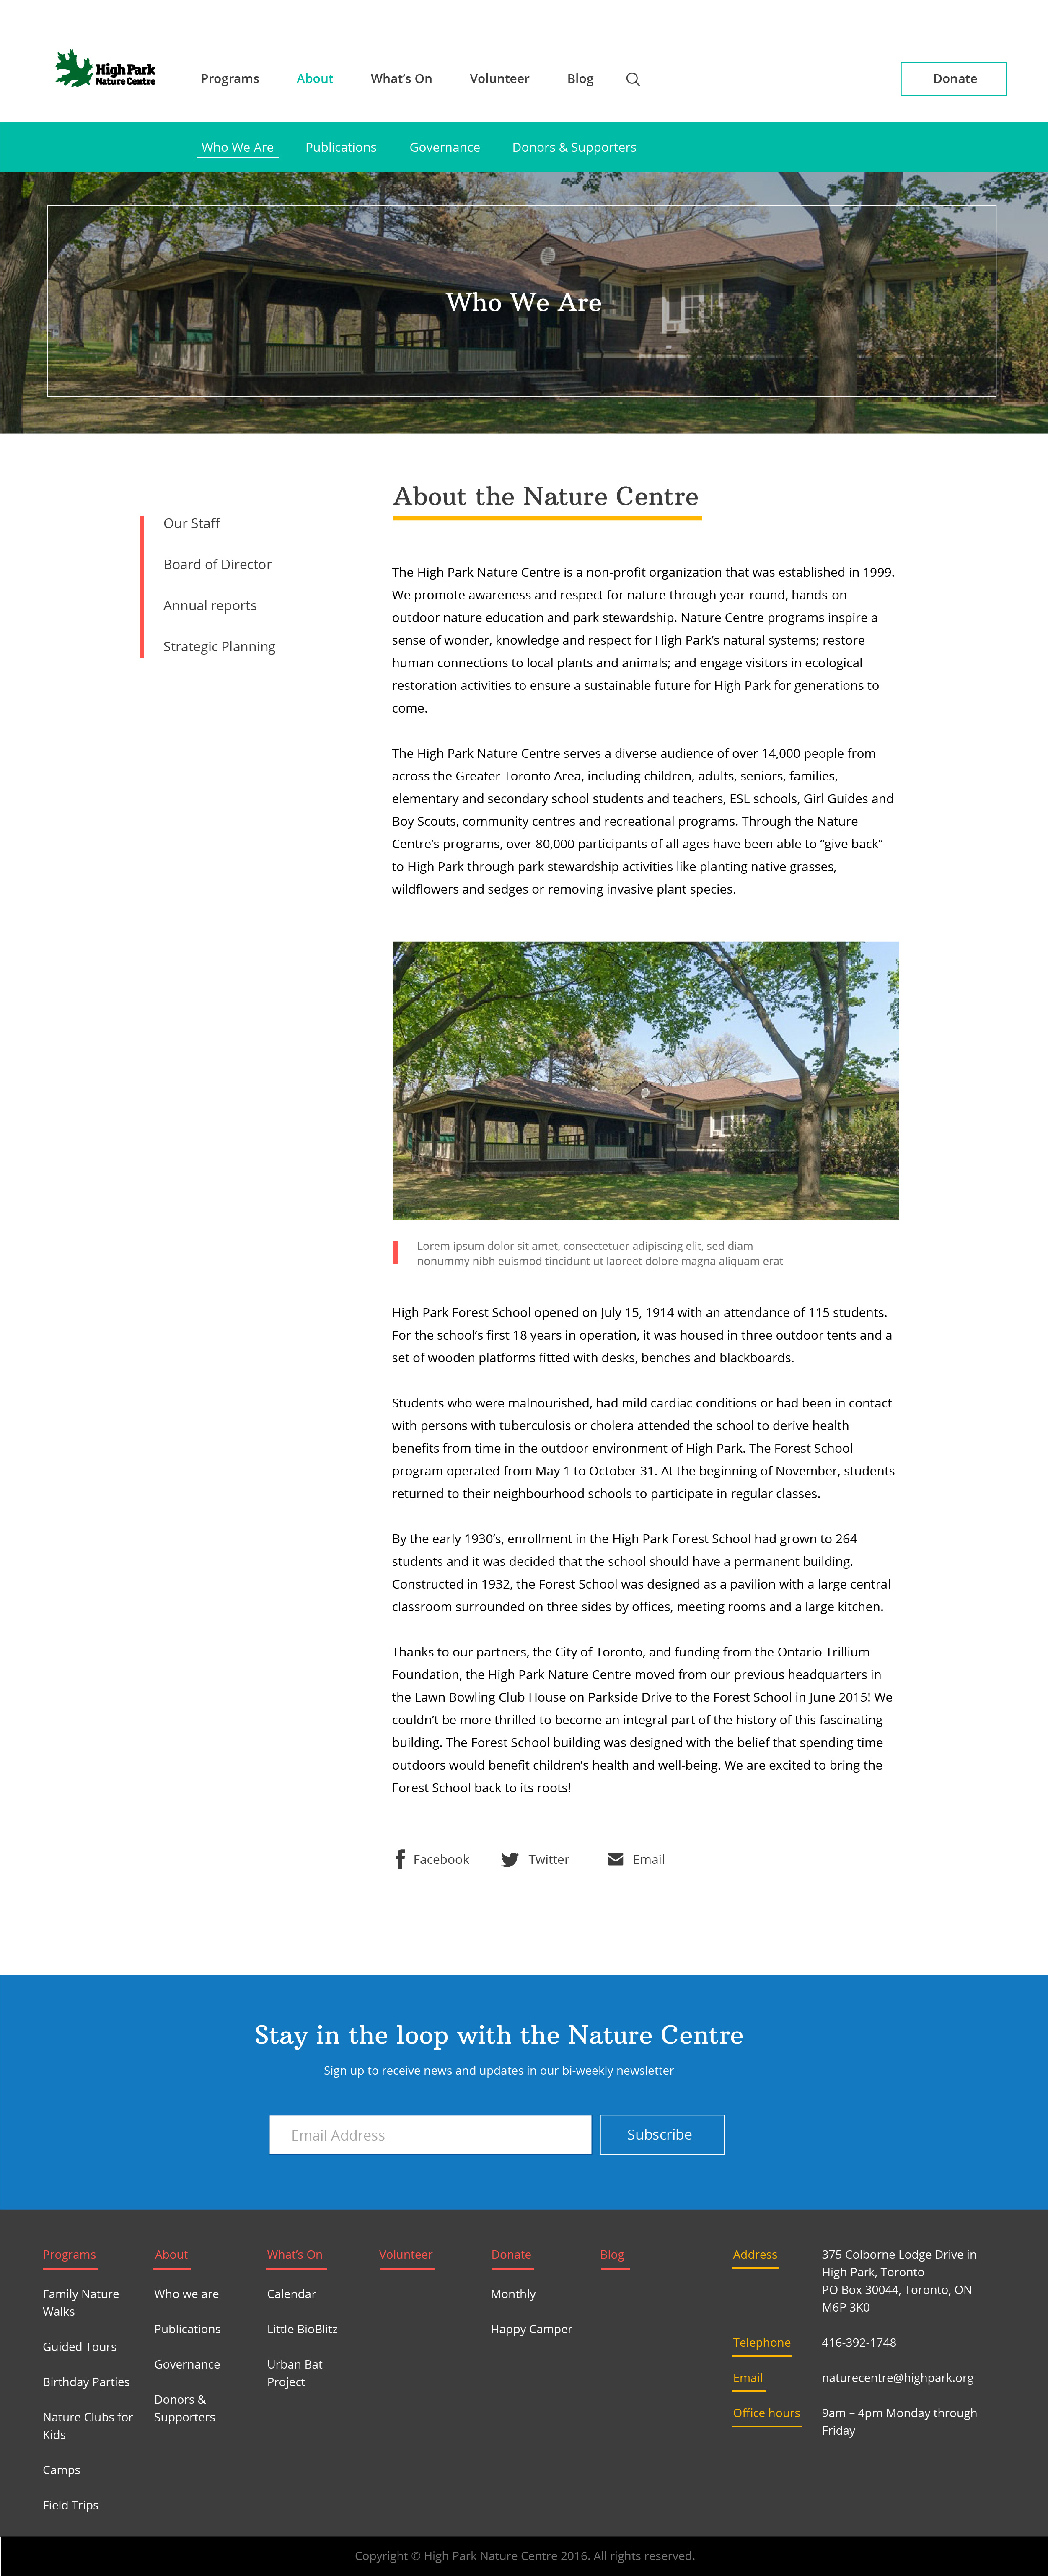 High Park
Nature Centre
Programs
About
What's On
Volunteer
Blog
Donate
Who We Are
Publications
Governance
Donors & Supporters
Who We Are
Our Staff
Board of Director
Annual reports
Strategic Planning
About the Nature Centre
The High Park Nature Centre is a non-profit organization that was established in 1999.
We promote awareness and respect for nature through year-round, hands-on
outdoor nature education and park stewardship. Nature Centre programs inspire a
sense of wonder, knowledge and respect for High Park's natural systems; restore
human connections to local plants and animals; and engage visitors in ecological
restoration activities to ensure a sustainable future for High Park for generations to
come.
The High Park Nature Centre serves a diverse audience of over 14,000 people from
across the Greater Toronto Area, including children, adults, seniors, families,
elementary and secondary school students and teachers, ESL schools, Girl Guides and
Boy Scouts, community centres and recreational programs. Through the Nature
Centre's programs, over 80,000 participants of all ages have been able to “give back”
to High Park through park stewardship activities like planting native grasses,
wildflowers and sedges or removing invasive plant species.
Lorem ipsum dolor sit amet, consectetuer adipiscing elit, sed diam
nonummy nibh euismod tincidunt ut laoreet dolore magna aliquam erat
High Park Forest School opened on July 15, 1914 with an attendance of 115 students.
For the school's first 18 years in operation, it was housed in three outdoor tents and a
set of wooden platforms fitted with desks, benches and blackboards.
Students who were malnourished, had mild cardiac conditions or had been in contact
with persons with tuberculosis or cholera attended the school to derive health
benefits from time in the outdoor environment of High Park. The Forest School
program operated from May 1 to October 31. At the beginning of November, students
returned to their neighbourhood schools to participate in regular classes.
By the early 1930's, enrollment in the High Park Forest School had grown to 264
students and it was decided that the school should have a permanent building.
Constructed in 1932, the Forest School was designed as a pavilion with a large central
classroom surrounded on three sides by offices, meeting rooms and a large kitchen.
Thanks to our partners, the City of Toronto, and funding from the Ontario Trillium
Foundation, the High Park Nature Centre moved from our previous headquarters in
the Lawn Bowling Club House on Parkside Drive to the Forest School in June 2015! We
couldn't be more thrilled to become an integral part of the history of this fascinating
building. The Forest School building was designed with the belief that spending time
outdoors would benefit children's health and well-being. We are excited to bring the
Forest School back to its roots!
Facebook
Twitter
Email
Stay in the loop with the Nature Centre
Sign up to receive news and updates in our bi-weekly newsletter
Email Address
Subscribe
Programs
Family Nature
Walks
Guided Tours
Birthday Parties
Nature Clubs for
Kids
Camps
Field Trips
About
Who we are
Publications
Governance
Donors &
Supporters
What's On
Calendar
Little BioBlitz
Urban Bat
Project
Volunteer
Donate
Monthly
Happy Camper
Blog
Address
375 Colborne Lodge Drive in
High Park, Toronto
PO Box 30044, Toronto, ON
M6P 3K0
Telephone
416-392-1748
Email
naturecentre@highpark.org
Office hours
9am – 4pm Monday through
Friday
Copyright © High Park Nature Centre 2016. All rights reserved.